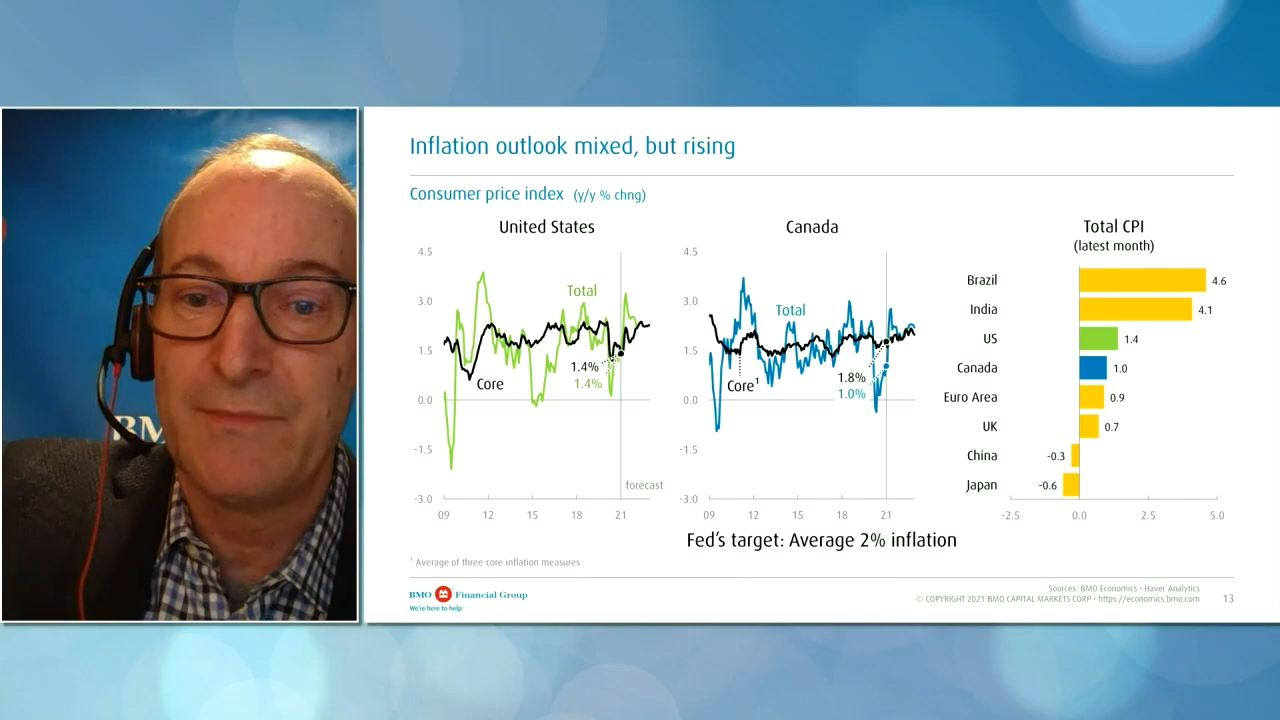 BM
Inflation outlook mixed, but rising
Consumer price index (y/y % chng)
United States
4.5
3.0
1.5
0.0
-1.5
-3.0
Total
Core
1.4%
1.4%
forecast
09 12 15 18 21
Canada
4.5
3.0
1.5
0.0
-1.5
-3.0
Total
Core¹
1.8%
1.0%
09 12 15 18 21
Total CPI
(latest month)
Brazil 4.6
India 4.1
US 1.4
Canada 1.0
Euro Area 0.9
UK 0.7
China -0.3
Japan -0.6
-2.5 0.0 2.5 5.0
Fed's target: Average 2% inflation
¹ Average of three core inflation measures
BMO Financial Group
We're here to help.
Sources: BMO Economics • Haver Analytics
© COPYRIGHT 2021 BMO CAPITAL MARKETS CORP • https://economics.bmo.com
13